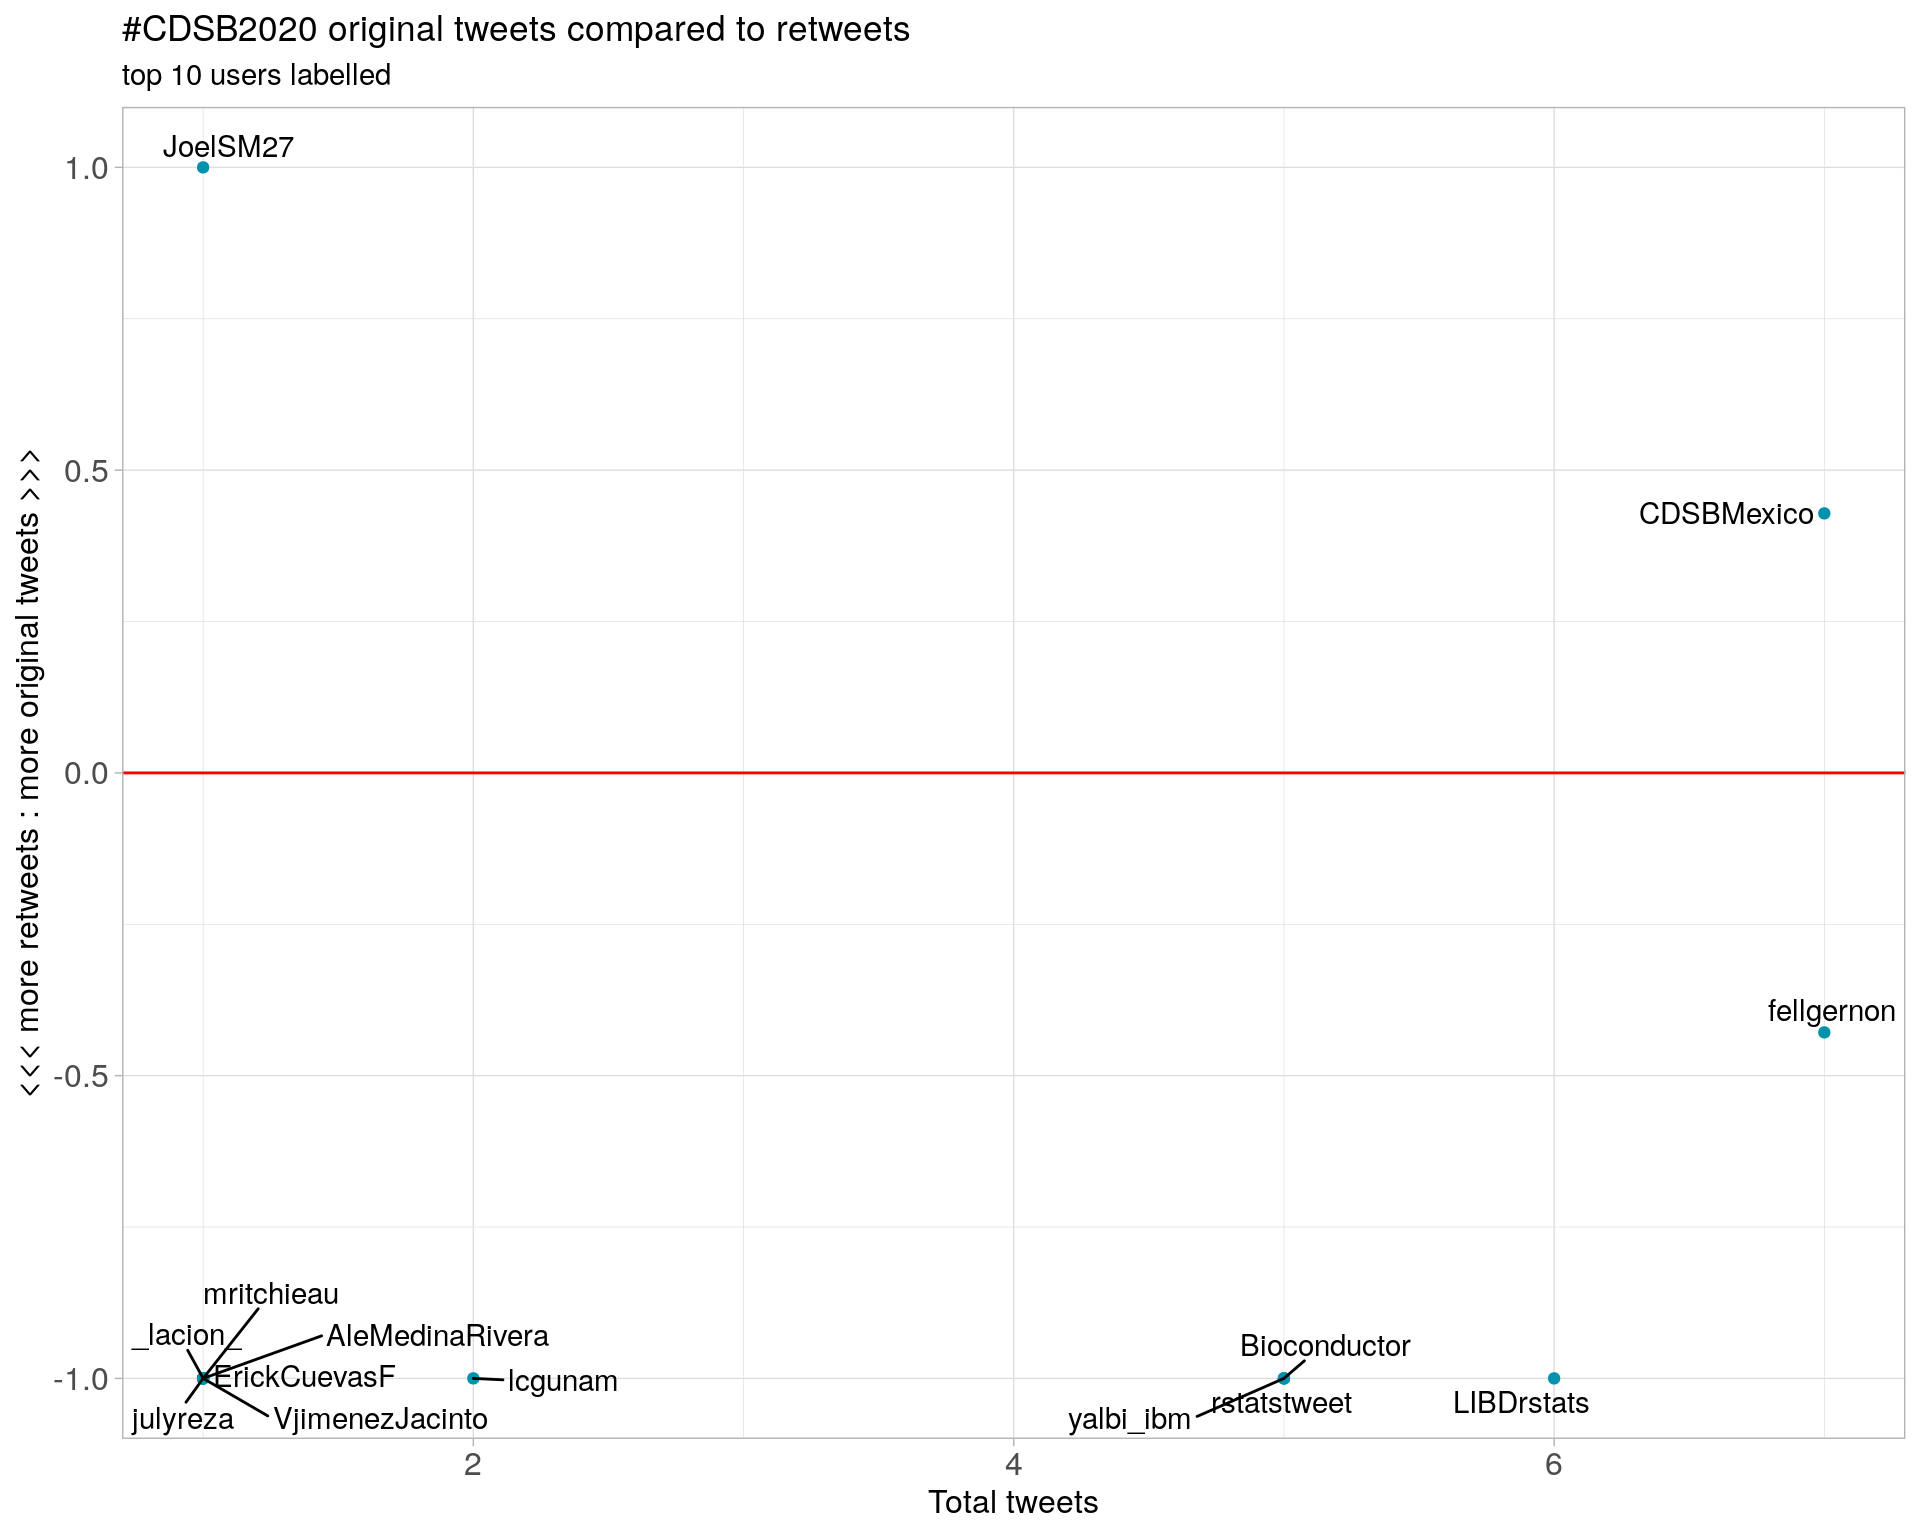 #CDSB2020 original tweets compared to retweets
top 10 users labelled
<<< more retweets : more original tweets >>>
1.0
0.5
0.0
-0.5
-1.0
JoelSM27
CDSBMexico
fellgernon
mritchieau
_lacion_
AleMedinaRivera
ErickCuevasF
julyreza
VjimenezJacinto
lcgunam
Bioconductor
rstatstweet
yalbi_ibm
LIBDrstats
2
4
6
Total tweets